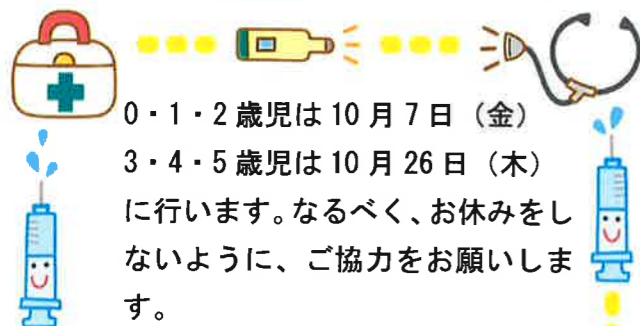 0・1・2歳児は10月7日（金）
3・4・5歳児は10月26日（木）
に行います。なるべく、お休みをし
ないように、ご協力をお願いしま
す。